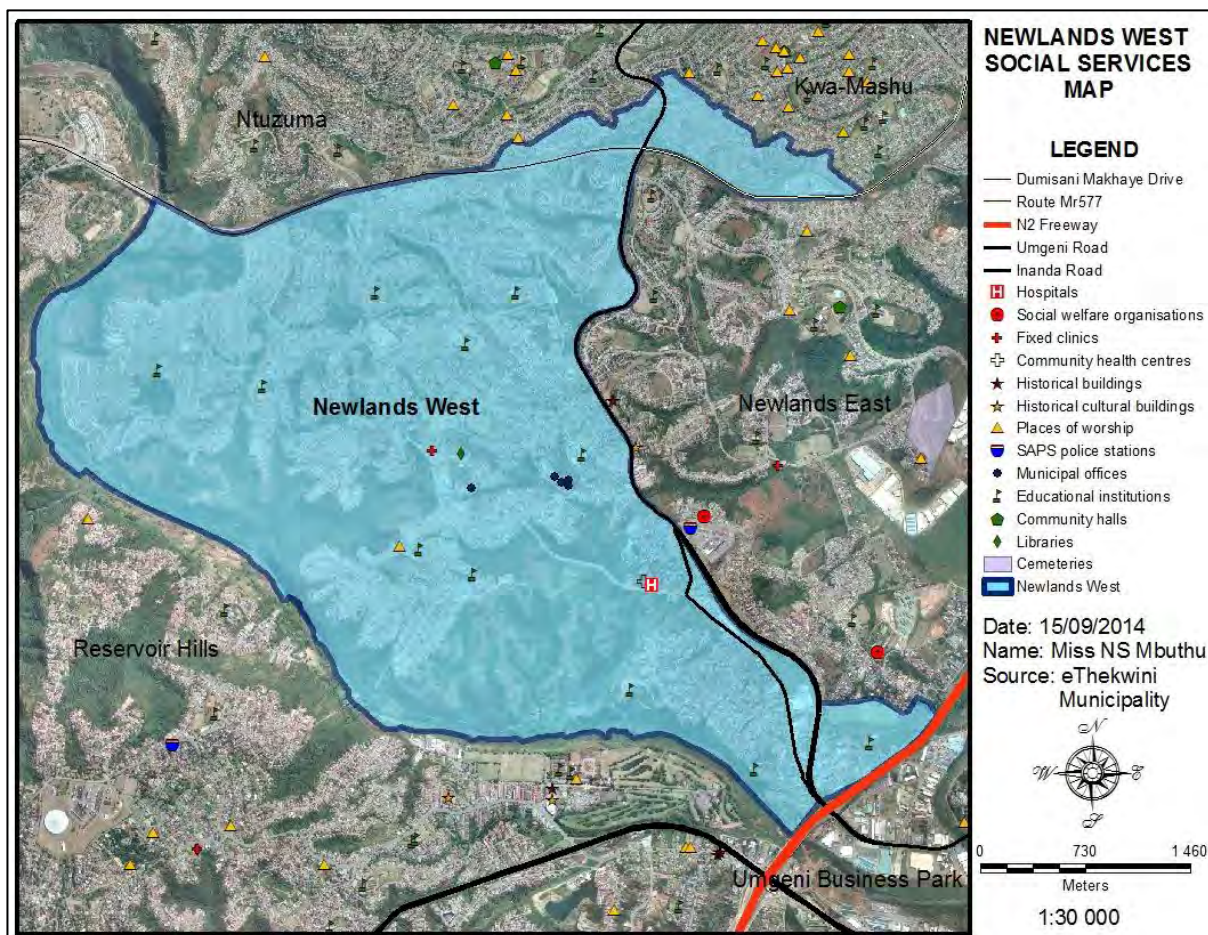 NEWLANDS WEST
SOCIAL SERVICES
MAP
LEGEND
Dumisani Makhaye Drive
Route Mr577
N2 Freeway
Umgeni Road
Inanda Road
H Hospitals
Social welfare organisations
Fixed clinics
Community health centres
Historical buildings
Historical cultural buildings
Places of worship
SAPS police stations
Municipal offices
Educational institutions
Community halls
Libraries
Cemeteries
Newlands West
Date: 15/09/2014
Name: Miss NS Mbuthu
Source: eThekwini
Municipality
N
W E
S
0 730 1 460
Meters
1:30 000
Kwa-Mashu
Ntuzuma
Newlands West
Newlands East
H
Reservoir Hills
Umgeni Business Park